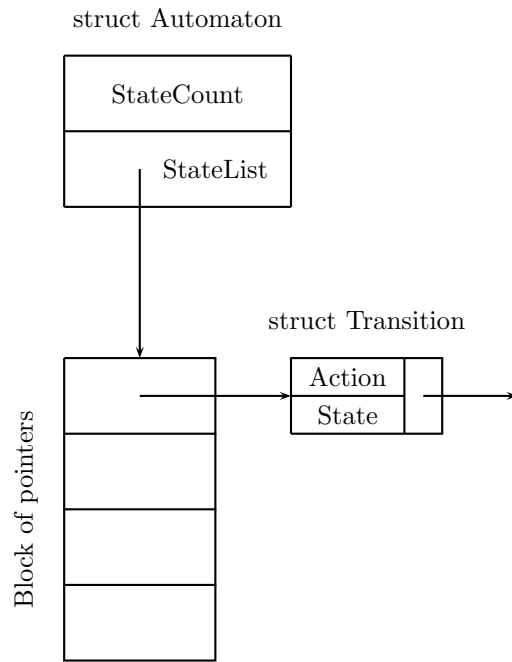 struct Automaton
StateCount
StateList
struct Transition
Action
State
Block of pointers